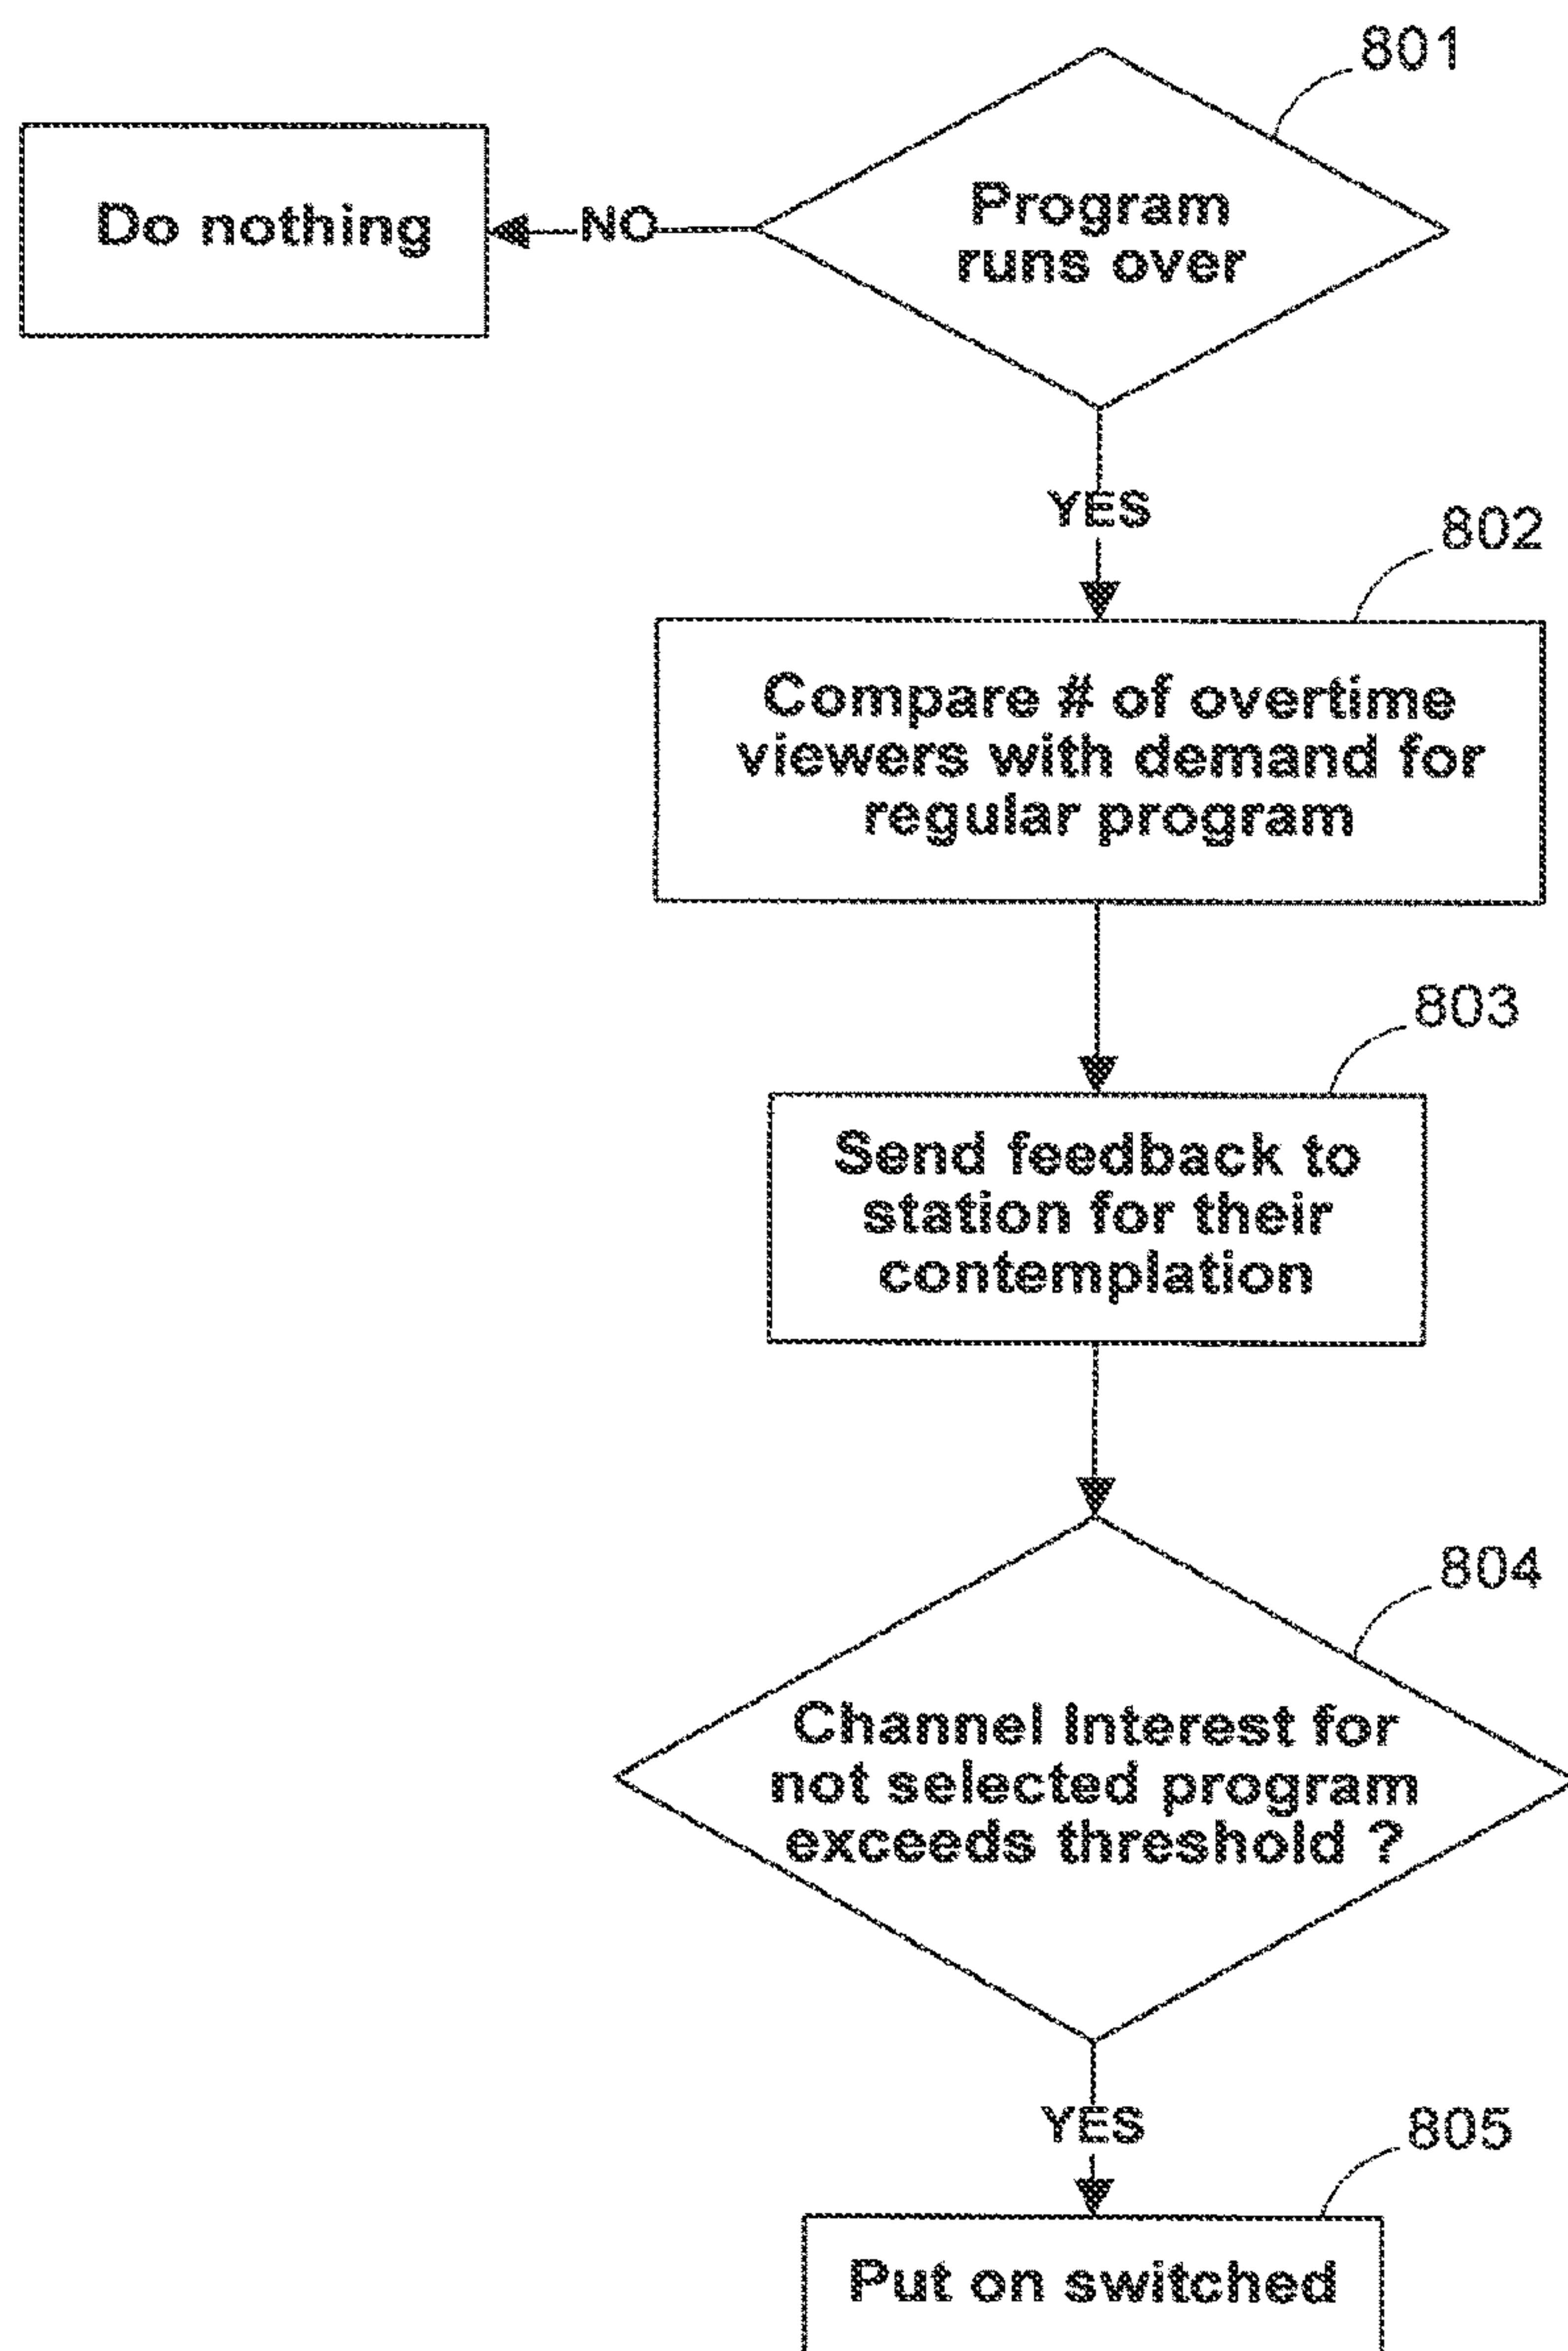 801
Program
runs over
NO
Do nothing
YES
802
Compare # of overtime
viewers with demand for
regular program
803
Send feedback to
station for their
contemplation
804
Channel Interest for
not selected program
exceeds threshold ?
YES
805
Put on switched